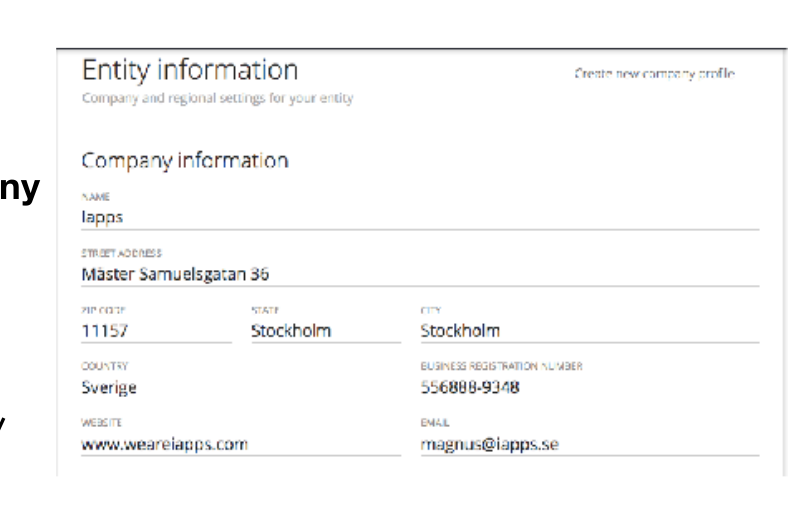 Entity information
Create new company profile
Company and regional settings for your entity
Company information
ny
NAME
Iapps
STREET ADDRESS
Mäster Samuelsgatan 36
ZIP CODE STATE CITY
11157 Stockholm Stockholm
COUNTRY BUSINESS REGISTRATION NUMBER
Sverige 556888-9348
WEBSITE EMAIL
www.weareiapps.com magnus@iapps.se